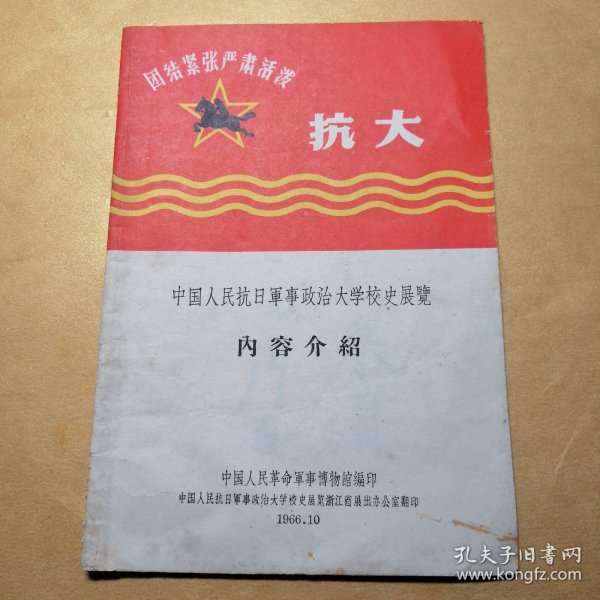 团结紧张严肃活泼
抗大
中国人民抗日軍事政治大学校史展覽
內容介紹
中国人民革命軍事博物館编印
中国人民抗日軍事政治大学校史展览浙江省展出办公室翻印
1966.10
孔夫子旧书网
www.kongfz.com